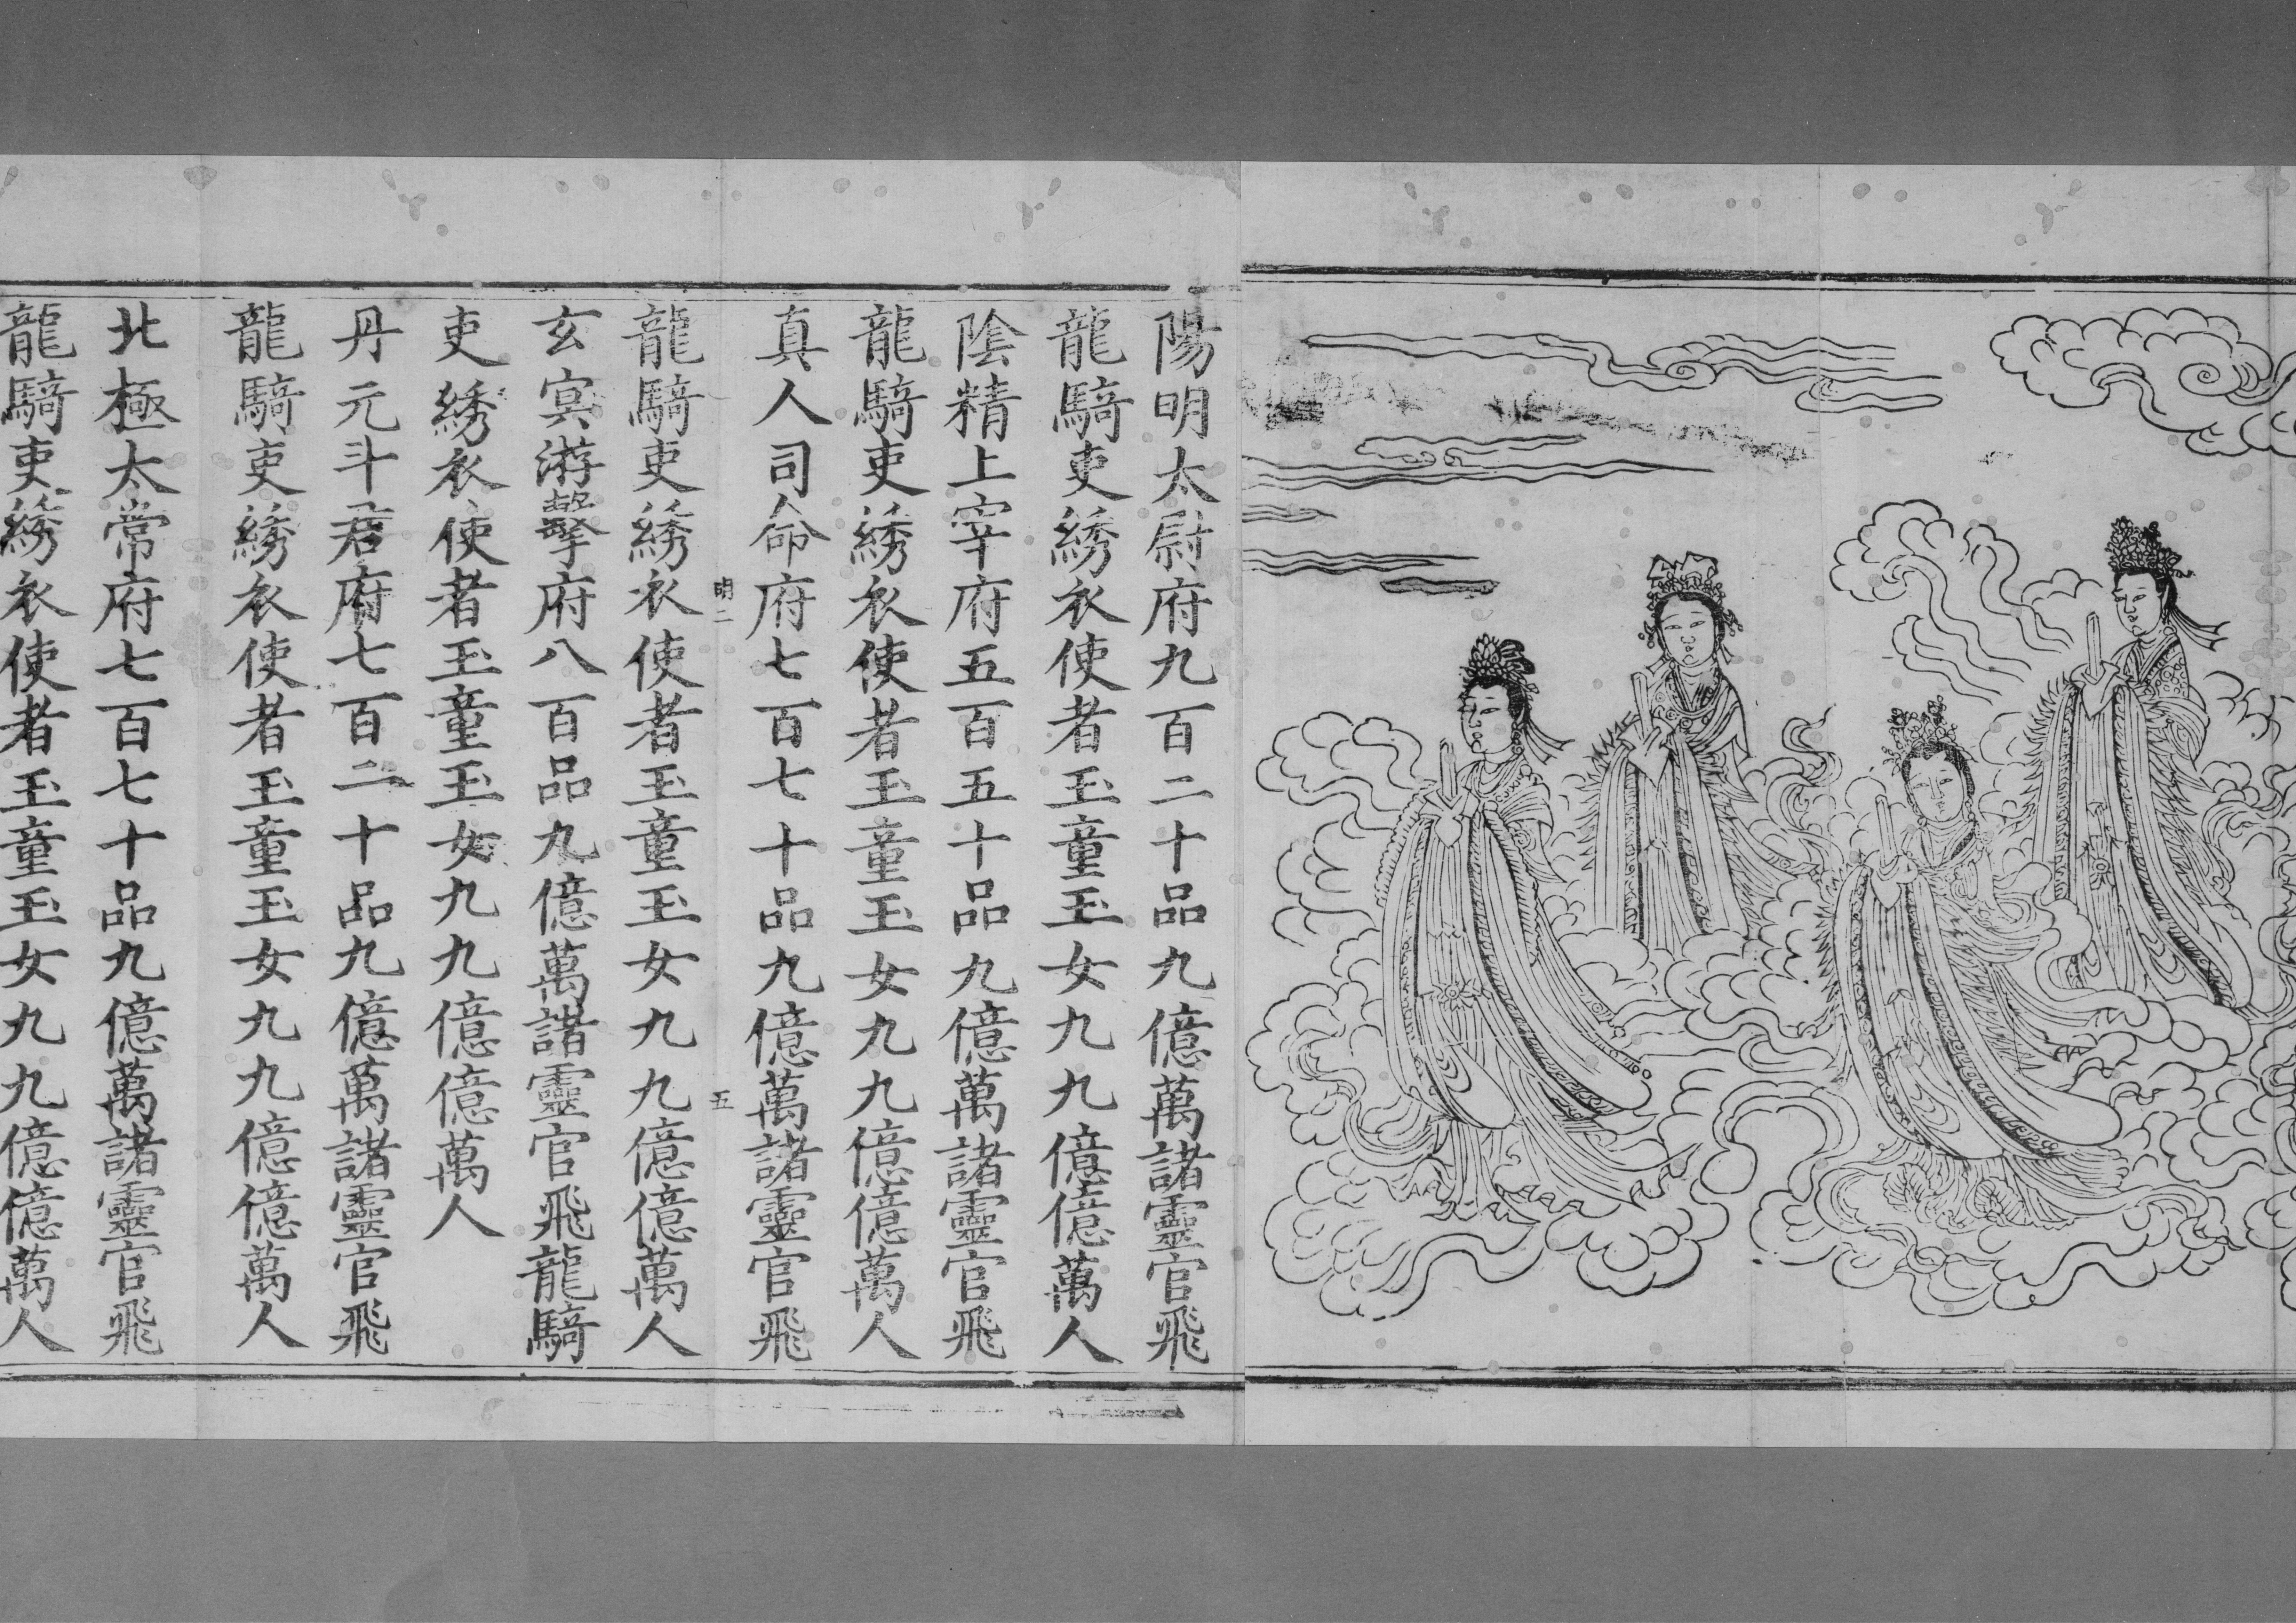 陽明太尉府九百二十品九億萬諸靈官飛
龍騎吏綉衣使者玉童玉女九九億億萬人
陰精上宰府五百五十品九億萬諸靈官飛
龍騎吏綉衣使者玉童玉女九九億億萬人
真人司命府七百七十品九億萬諸靈官飛
明二 五
龍騎吏綉衣使者玉童玉女九九億億萬人
玄㝠游擊府八百品九億萬諸靈官飛龍騎
吏綉衣使者玉童玉女九九億億萬人
丹元斗君府七百二十品九億萬諸靈官飛
龍騎吏綉衣使者玉童玉女九九億億萬人
北極太常府七百七十品九億萬諸靈官飛
龍騎吏綉衣使者玉童玉女九九億億萬人